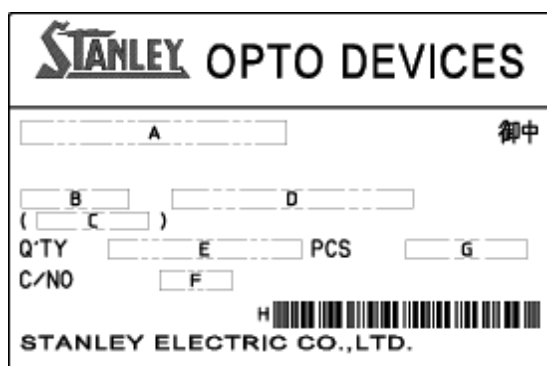 STANLEY OPTO DEVICES
A 御中
B D
( C )
Q'TY E PCS G
C/NO F
H
STANLEY ELECTRIC CO.,LTD.